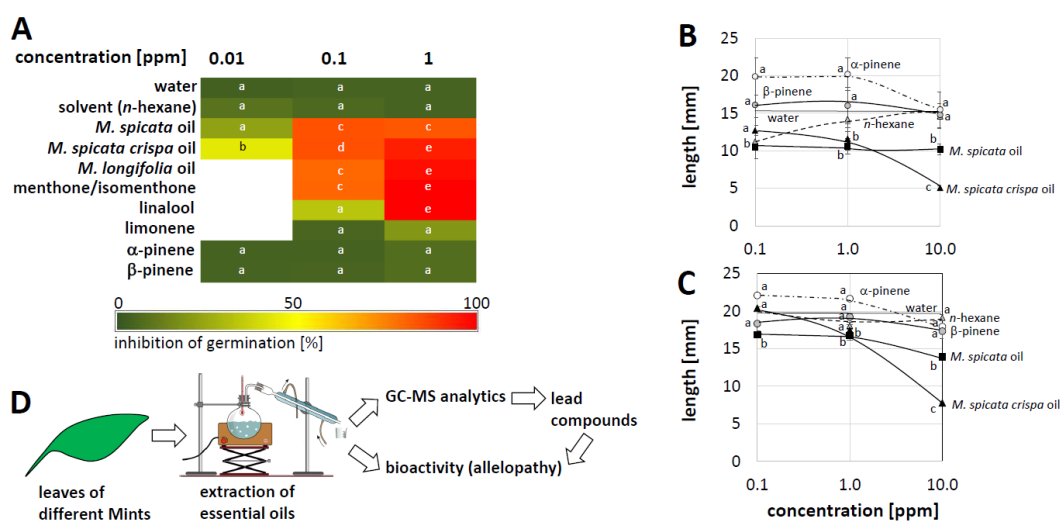 A
concentration [ppm] 0.01 0.1 1
water a a a
solvent (n-hexane) a a a
M. spicata oil a c c
M. spicata crispa oil b d e
M. longifolia oil c e
menthone/isomenthone c e
linalool a e
limonene a a
α-pinene a a a
β-pinene a a a
0 50 100
inhibition of germination [%]
B
length [mm]
25
20
15
10
5
0
0.1 1.0 10.0
a a α-pinene a
a β-pinene a a
water n-hexane
a b b b
b b M. spicata oil
c M. spicata crispa oil
C
length [mm]
25
20
15
10
5
0
0.1 1.0 10.0
concentration [ppm]
a a α-pinene
a a water a
n-hexane
a a a β-pinene
b b b M. spicata oil
c M. spicata crispa oil
D
leaves of
different Mints
extraction of
essential oils
GC-MS analytics
lead
compounds
bioactivity (allelopathy)